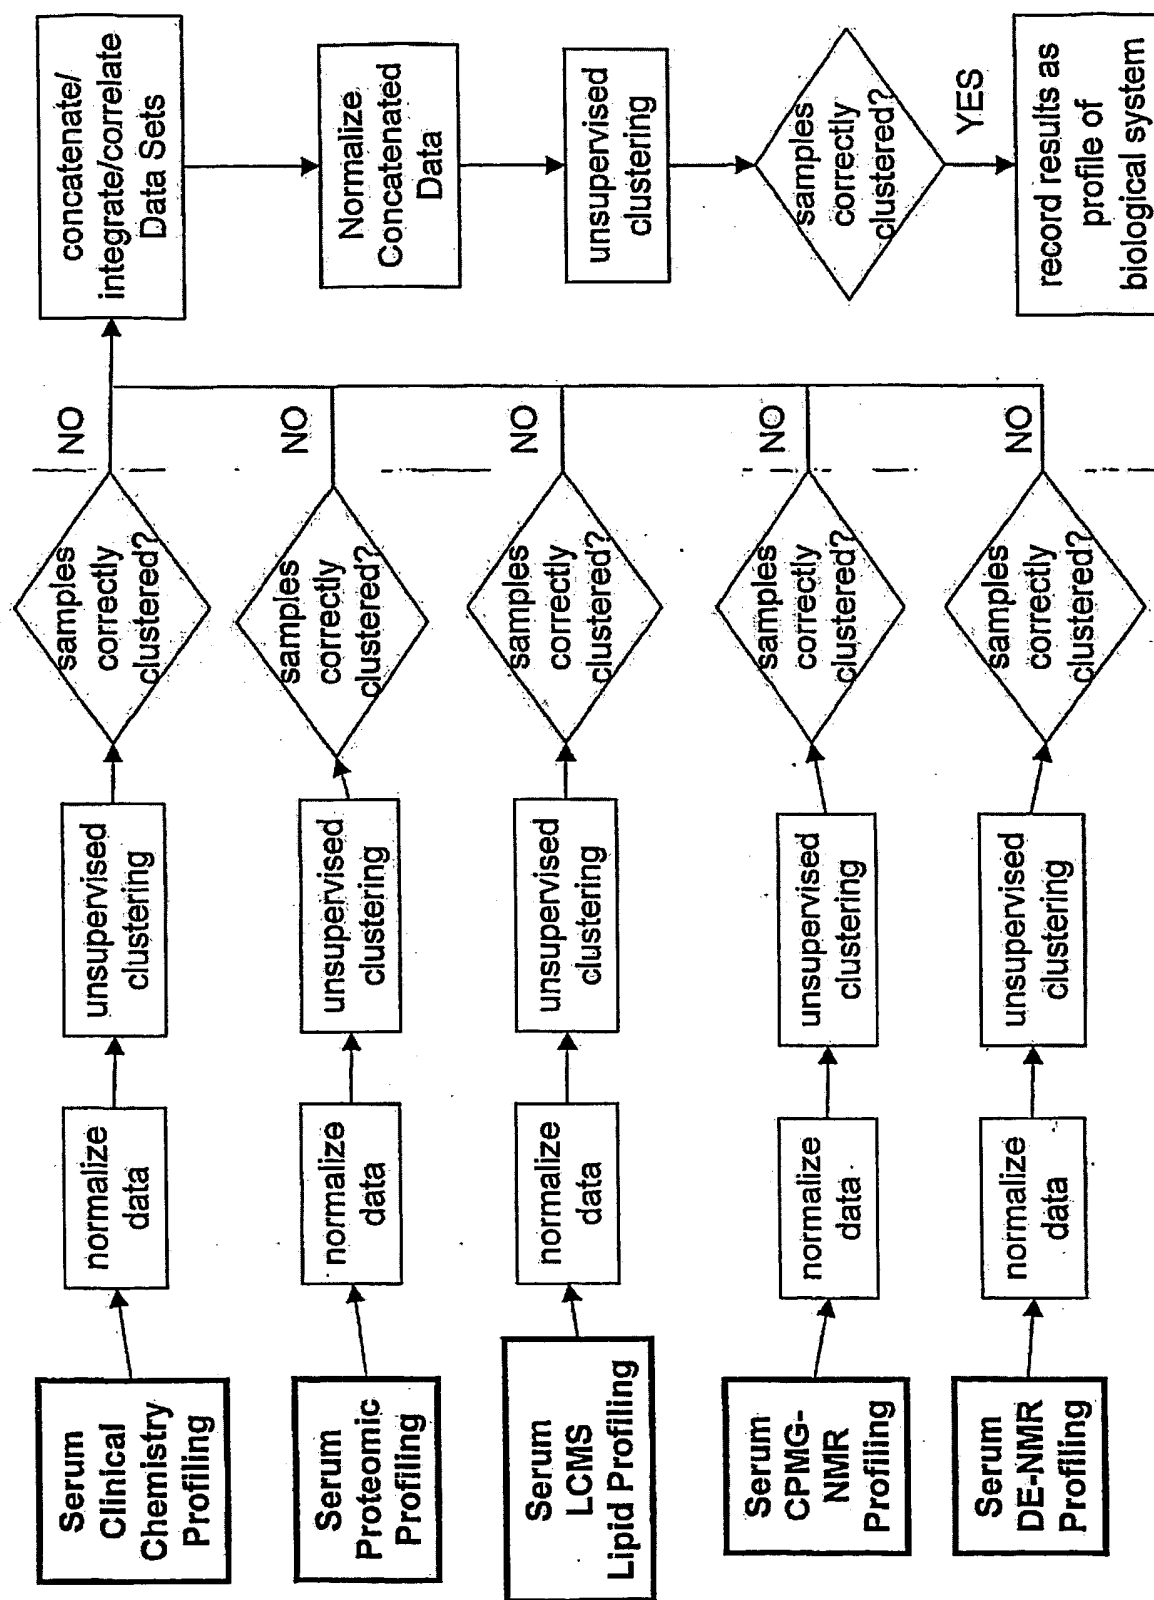 Serum
Clinical
Chemistry
Profiling
normalize
data
unsupervised
clustering
samples
correctly
clustered?
NO
Serum
Proteomic
Profiling
normalize
data
unsupervised
clustering
samples
correctly
clustered?
NO
Serum
LCMS
Lipid Profiling
normalize
data
unsupervised
clustering
samples
correctly
clustered?
NO
Serum
CPMG-
NMR
Profiling
normalize
data
unsupervised
clustering
samples
correctly
clustered?
NO
Serum
DE-NMR
Profiling
normalize
data
unsupervised
clustering
samples
correctly
clustered?
NO
concatenate/
integrate/correlate
Data Sets
Normalize
Concatenated
Data
unsupervised
clustering
samples
correctly
clustered?
YES
record results as
profile of
biological system